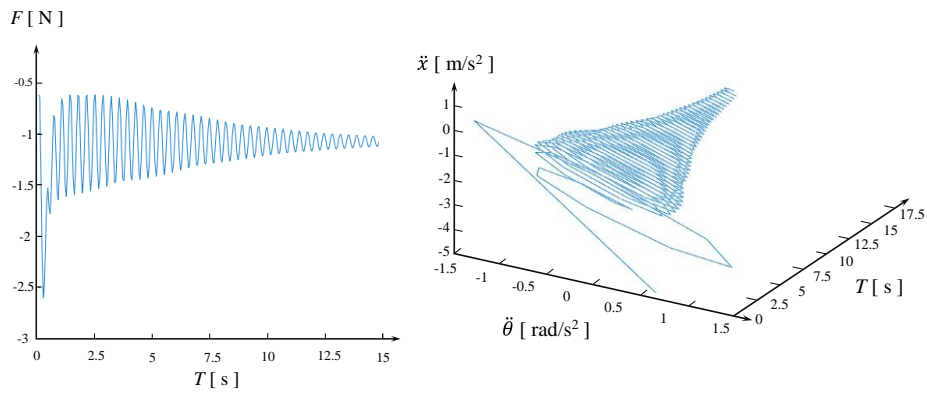 F [ N ]
-0.5
-1
-1.5
-2
-2.5
-3
0 2.5 5 7.5 10 12.5 15
T [ s ]
ẍ [ m/s² ]
1
0
-1
-2
-3
-4
-5
-1.5 -1 -0.5 0 0.5 1 1.5
θ̈ [ rad/s² ]
0 2.5 5 7.5 10 12.5 15 17.5
T [ s ]